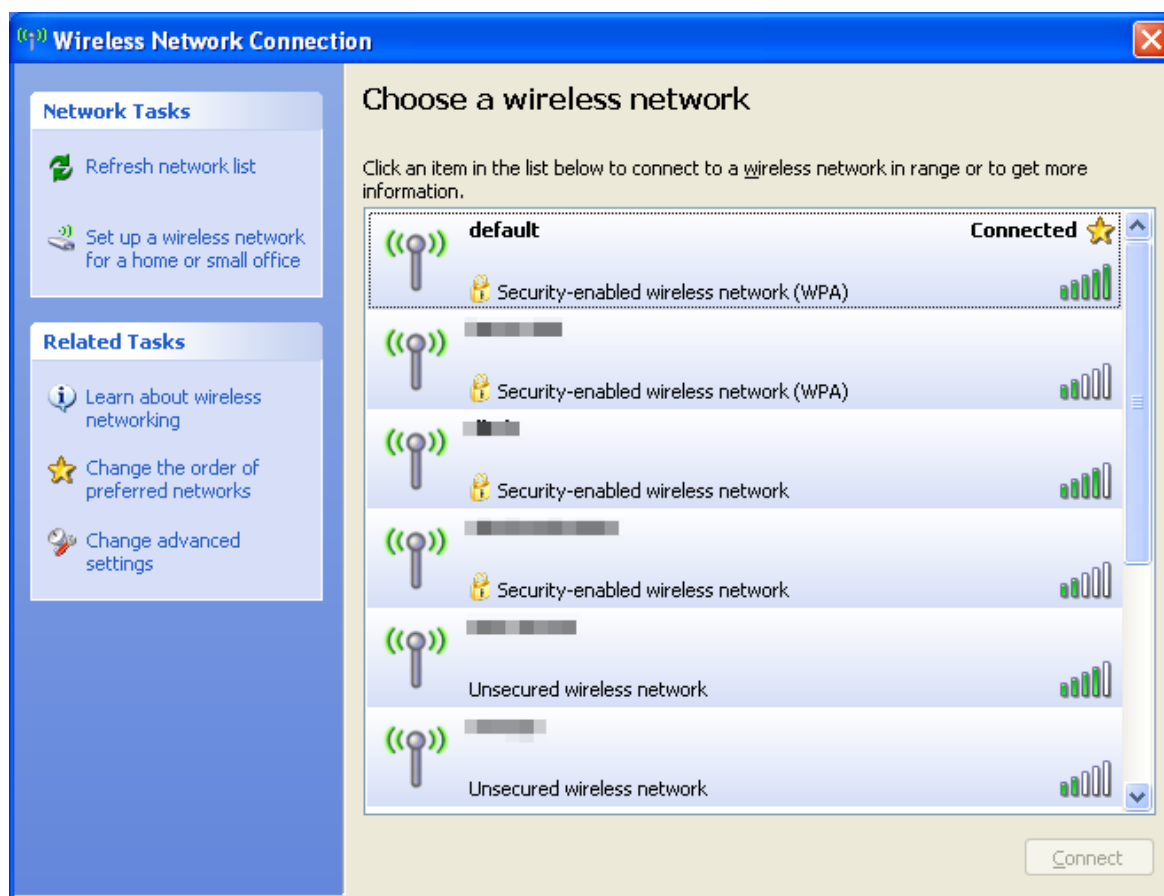 Wireless Network Connection
Network Tasks
Refresh network list
Set up a wireless network
for a home or small office
Related Tasks
Learn about wireless
networking
Change the order of
preferred networks
Change advanced
settings
Choose a wireless network
Click an item in the list below to connect to a wireless network in range or to get more
information.
default Connected
Security-enabled wireless network (WPA)
Security-enabled wireless network (WPA)
Security-enabled wireless network
Security-enabled wireless network
Unsecured wireless network
Unsecured wireless network
Connect